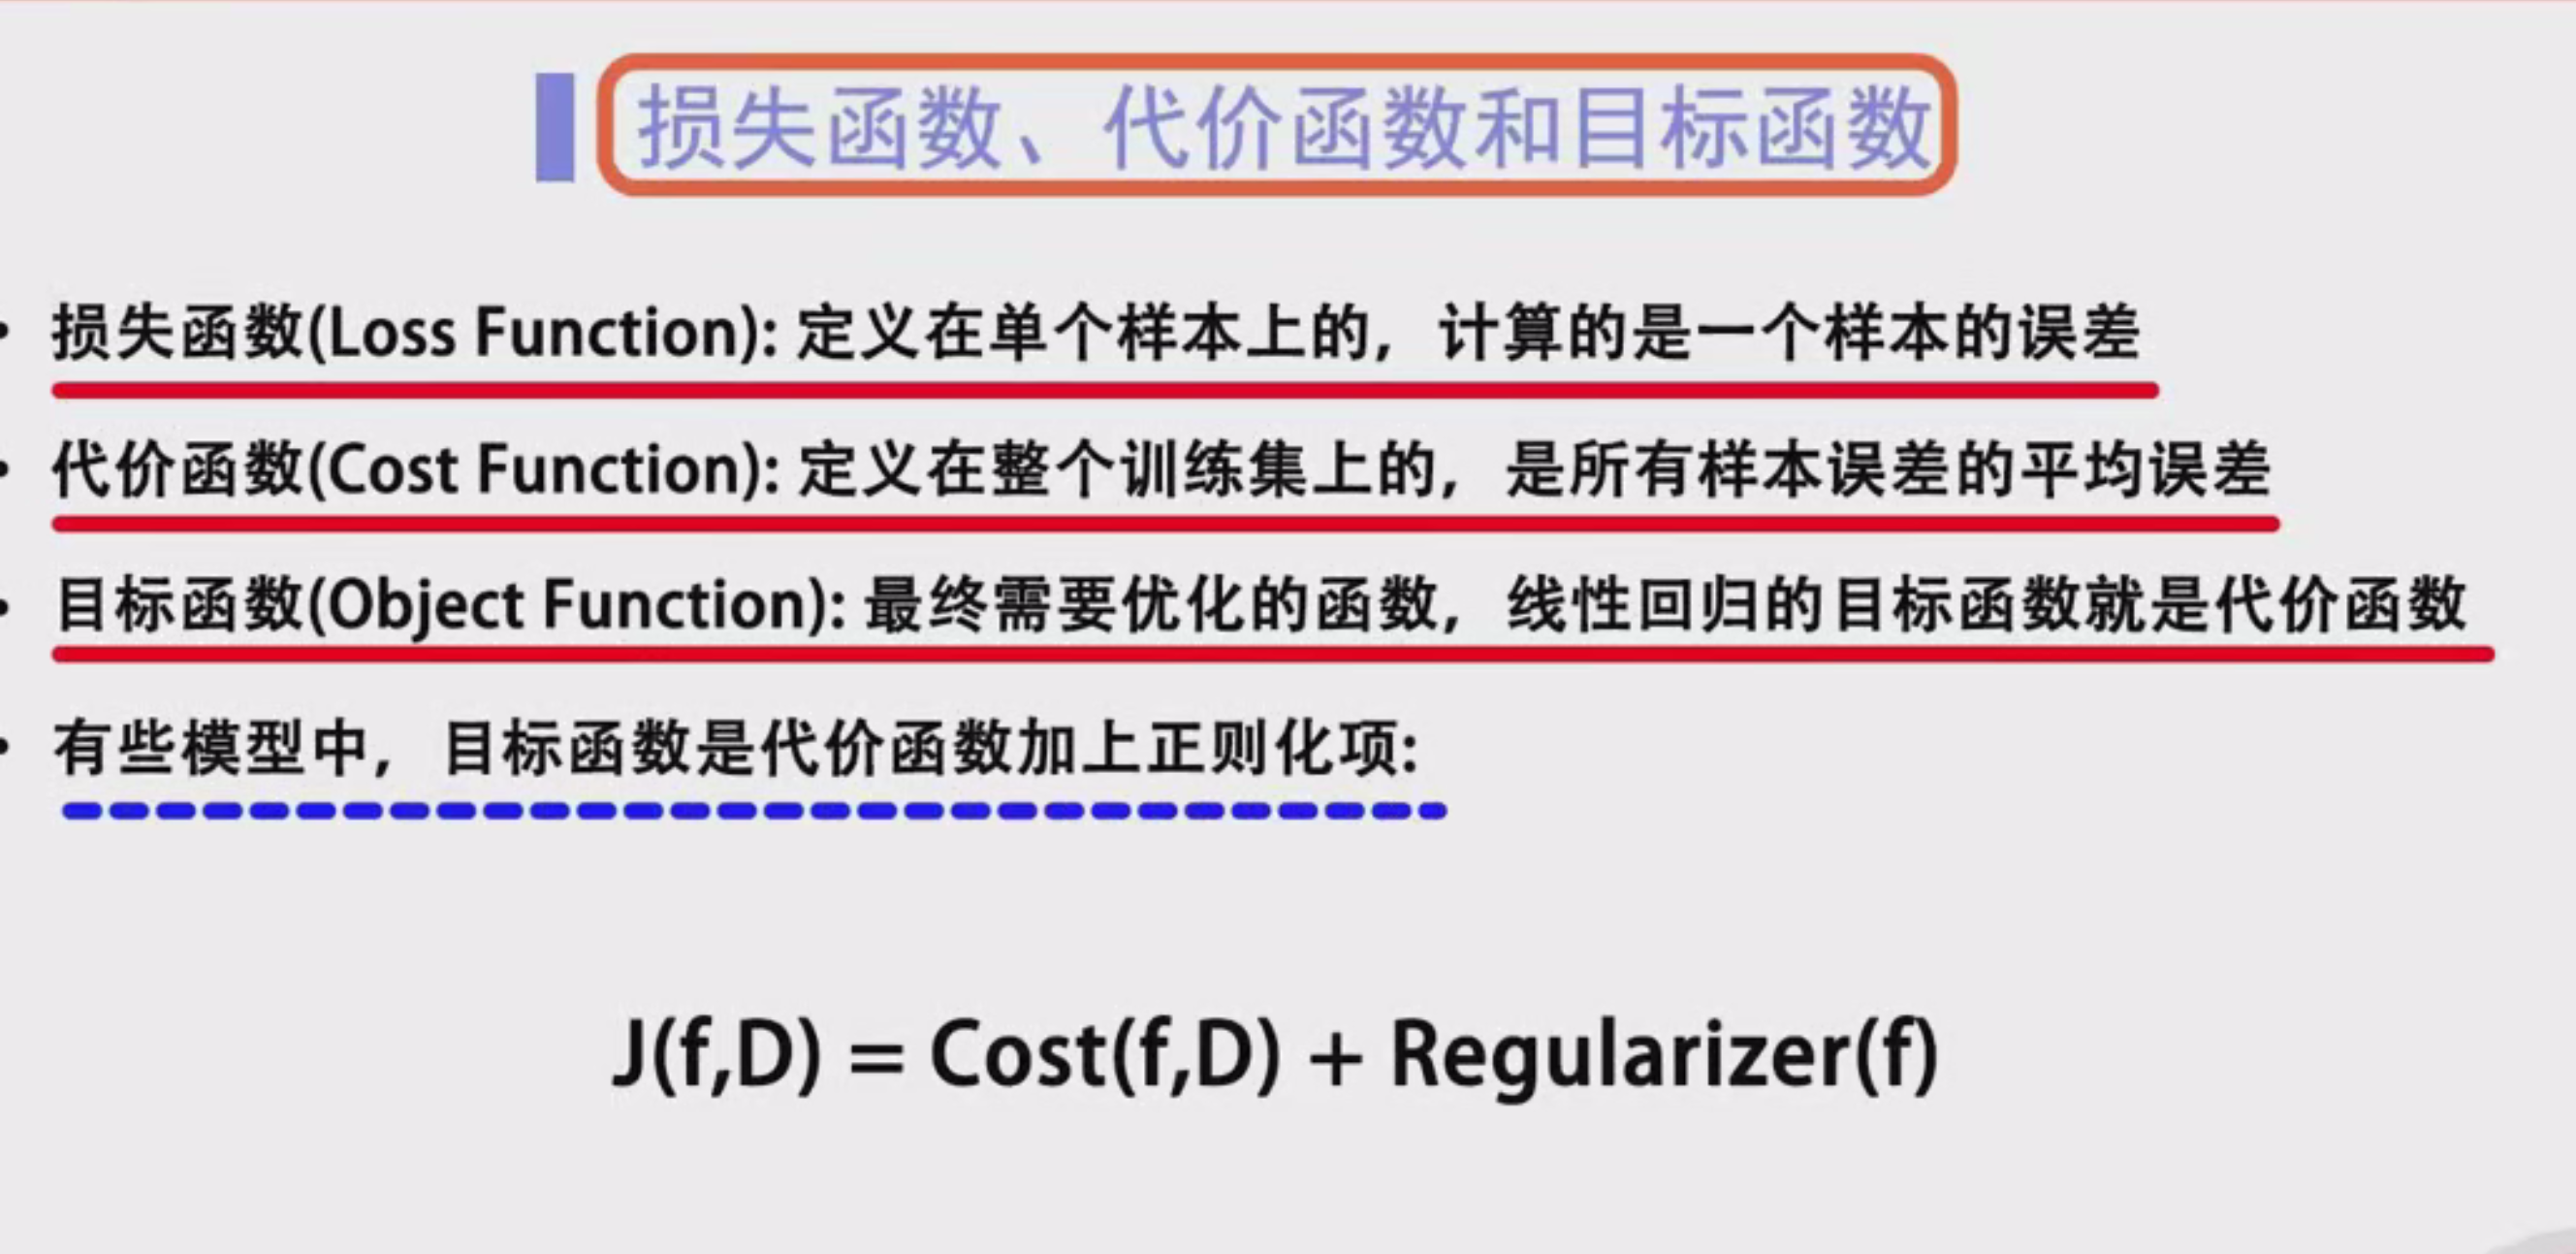 损失函数、代价函数和目标函数
• 损失函数(Loss Function): 定义在单个样本上的，计算的是一个样本的误差
• 代价函数(Cost Function): 定义在整个训练集上的，是所有样本误差的平均误差
• 目标函数(Object Function): 最终需要优化的函数，线性回归的目标函数就是代价函数
• 有些模型中，目标函数是代价函数加上正则化项:
J(f,D) = Cost(f,D) + Regularizer(f)